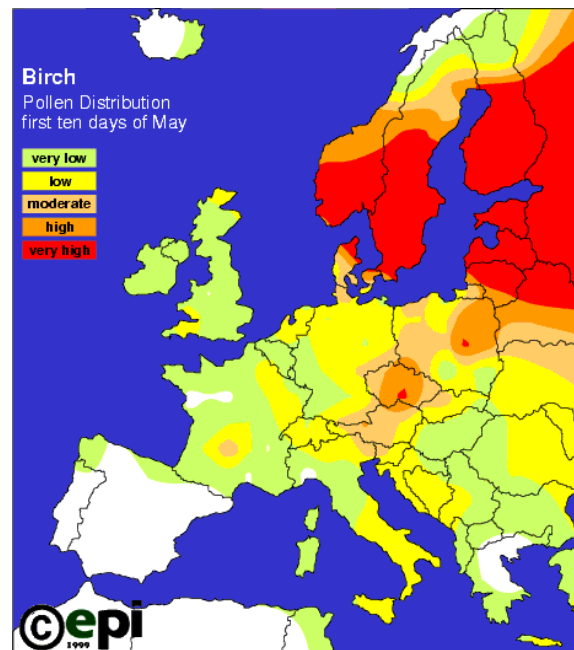 Birch
Pollen Distribution
first ten days of May
very low
low
moderate
high
very high
©epi
1999